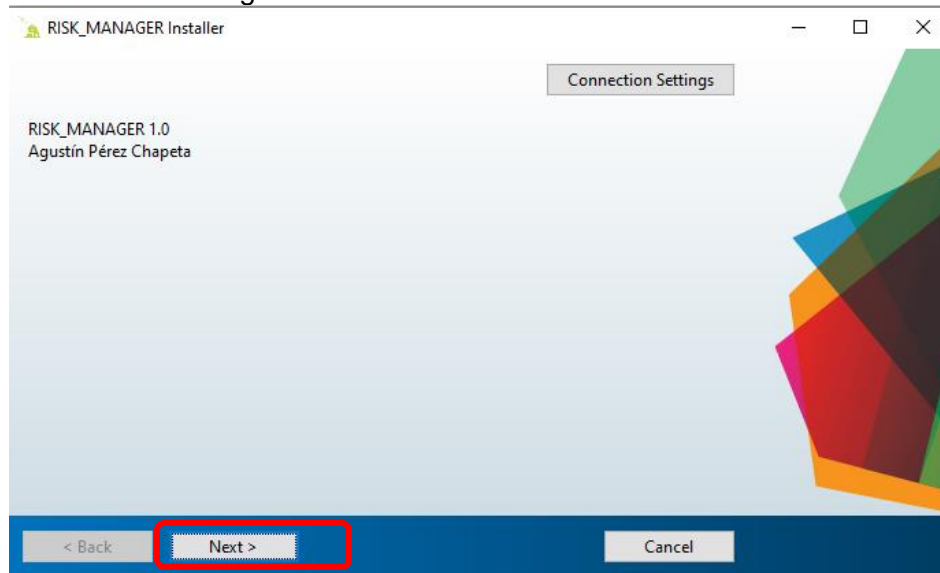 RISK_MANAGER Installer
Connection Settings
RISK_MANAGER 1.0
Agustín Pérez Chapeta
< Back
Next >
Cancel